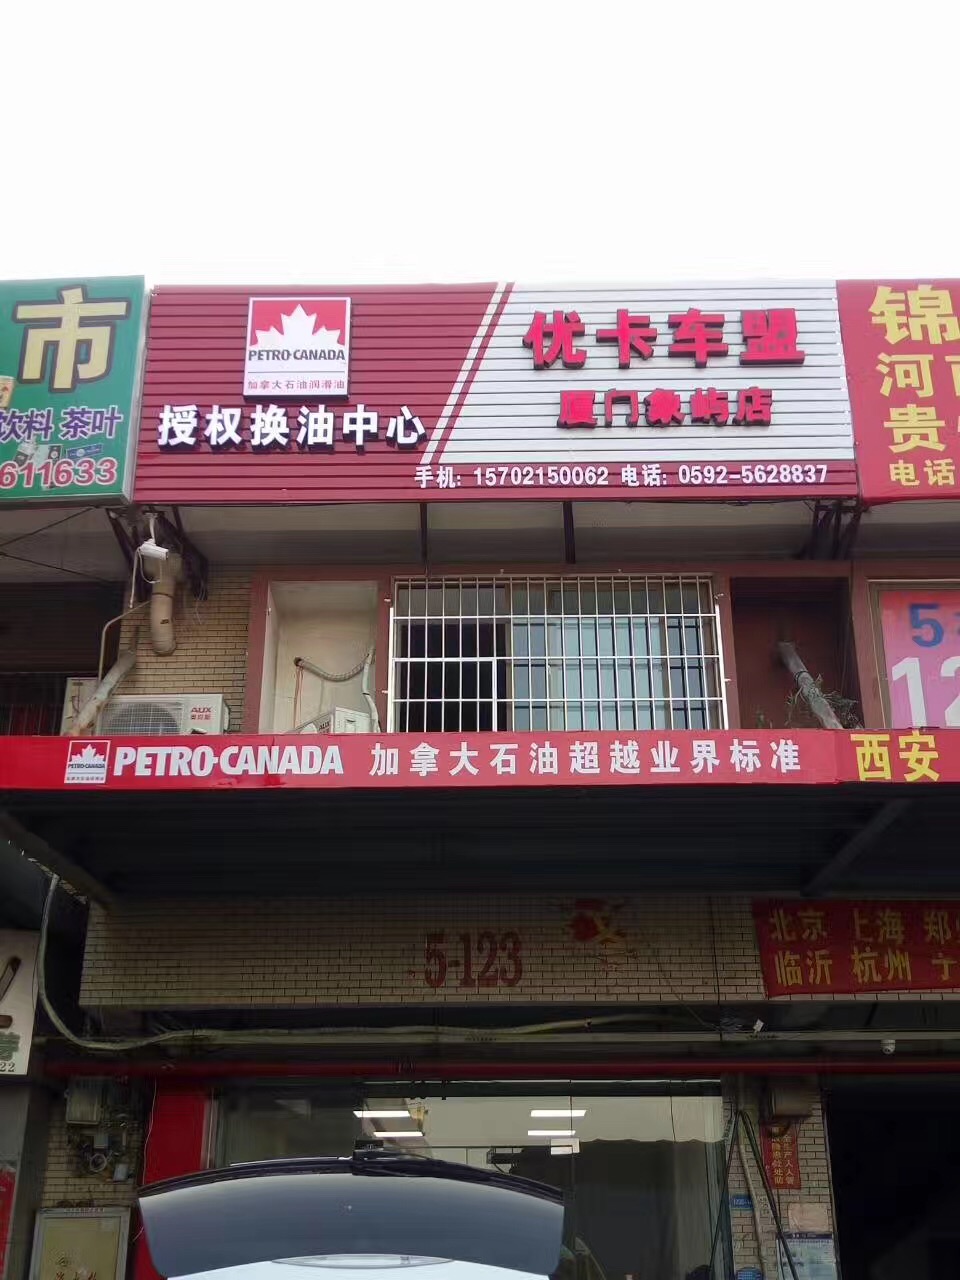 市
饮料 茶叶
611633
PETRO-CANADA
加拿大石油润滑油
授权换油中心
优卡车盟
厦门象屿店
手机: 15702150062 电话: 0592-5628837
锦
河
贵
电话
AUX
PETRO-CANADA 加拿大石油超越业界标准
西安
5-123
北京 上海 郑
临沂 杭州